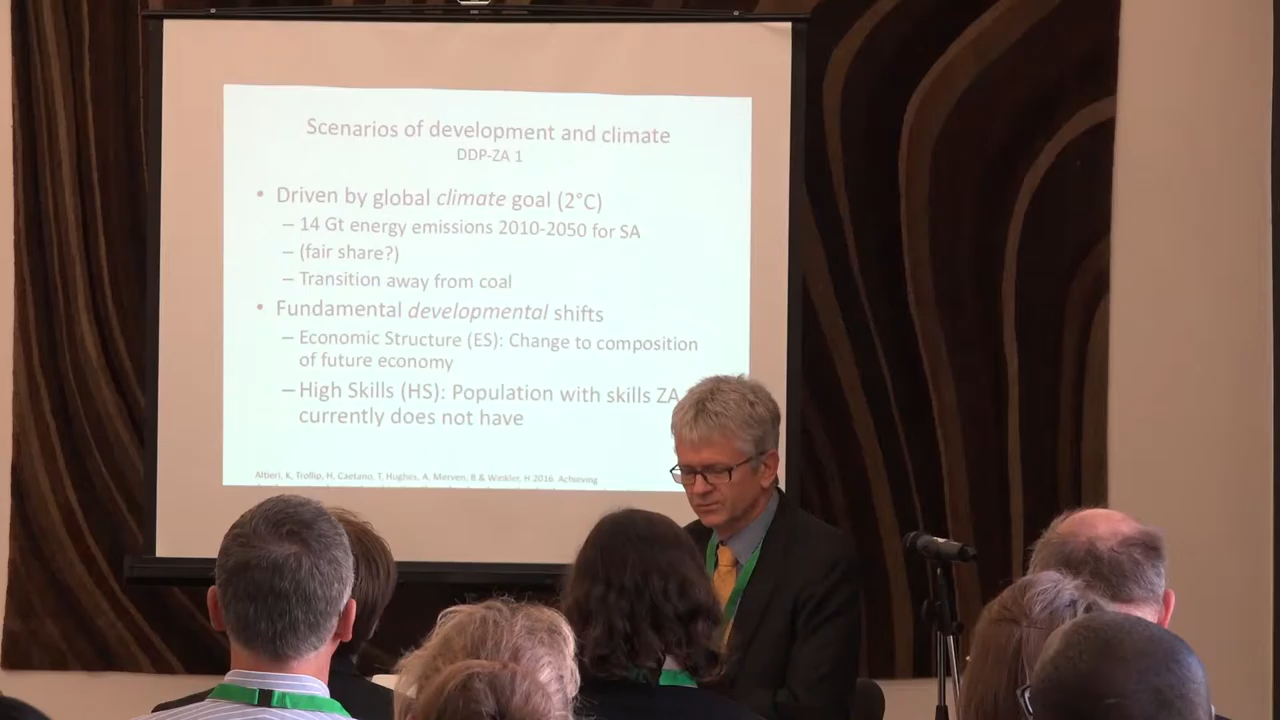 Scenarios of development and climate
DDP-ZA 1
• Driven by global climate goal (2°C)
– 14 Gt energy emissions 2010-2050 for SA
– (fair share?)
– Transition away from coal
• Fundamental developmental shifts
– Economic Structure (ES): Change to composition
of future economy
– High Skills (HS): Population with skills ZA
currently does not have
Altieri, K, Trollip, H, Caetano, T, Hughes, A, Merven, B & Winkler, H 2016. Achieving